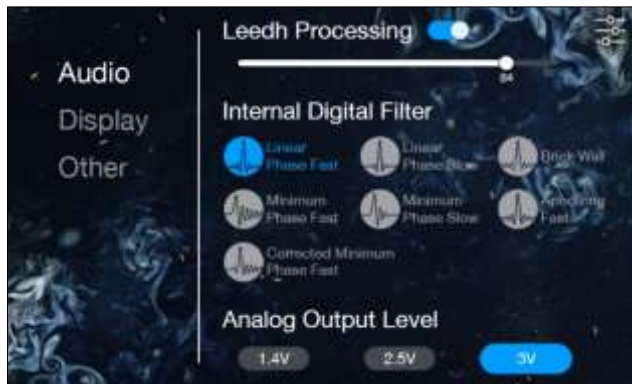 Leedh Processing
84
Audio
Display
Other
Internal Digital Filter
Linear
Phase Fast
Linear
Phase Slow
Brick Wall
Minimum
Phase Fast
Minimum
Phase Slow
Apodizing
Fast
Corrected Minimum
Phase Fast
Analog Output Level
1.4V
2.5V
3V